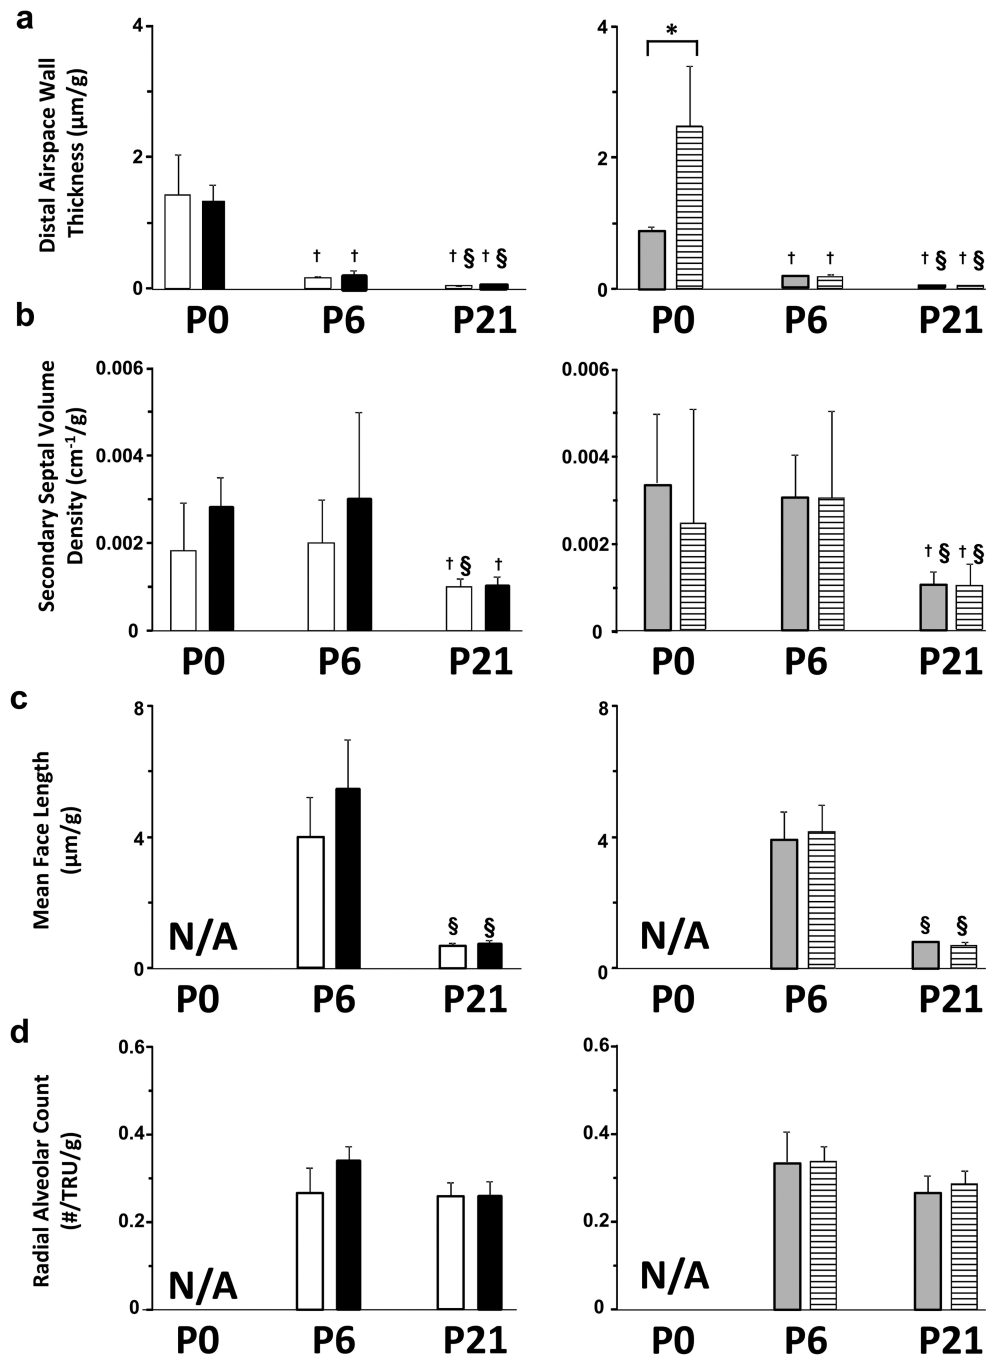 a
Distal Airspace Wall
Thickness (μm/g)
4
2
0
† †
† § † §
P0 P6 P21
4
2
0
*
† †
† § † §
P0 P6 P21
b
Secondary Septal Volume
Density (cm⁻¹/g)
0.006
0.004
0.002
0
† § †
P0 P6 P21
0.006
0.004
0.002
0
† § † §
P0 P6 P21
c
Mean Face Length
(μm/g)
8
4
0
N/A
§ §
P0 P6 P21
8
4
0
N/A
§ §
P0 P6 P21
d
Radial Alveolar Count
(#/TRU/g)
0.6
0.4
0.2
0
N/A
P0 P6 P21
0.6
0.4
0.2
0
N/A
P0 P6 P21